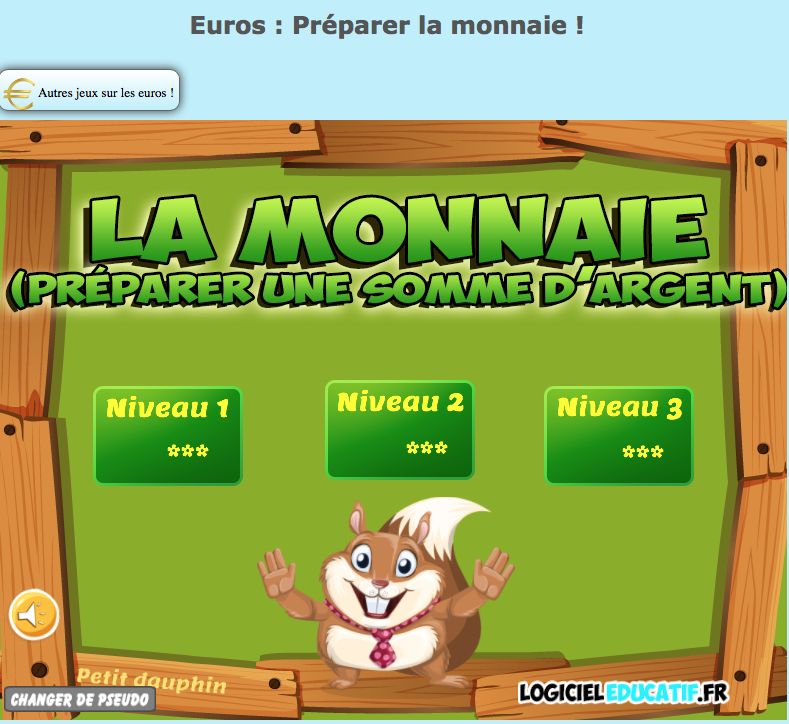 Euros : Préparer la monnaie !
Autres jeux sur les euros !
LA MONNAIE
(PRÉPARER UNE SOMME D'ARGENT)
Niveau 1
***
Niveau 2
***
Niveau 3
***
Petit dauphin
CHANGER DE PSEUDO
LOGICIELEDUCATIF.FR